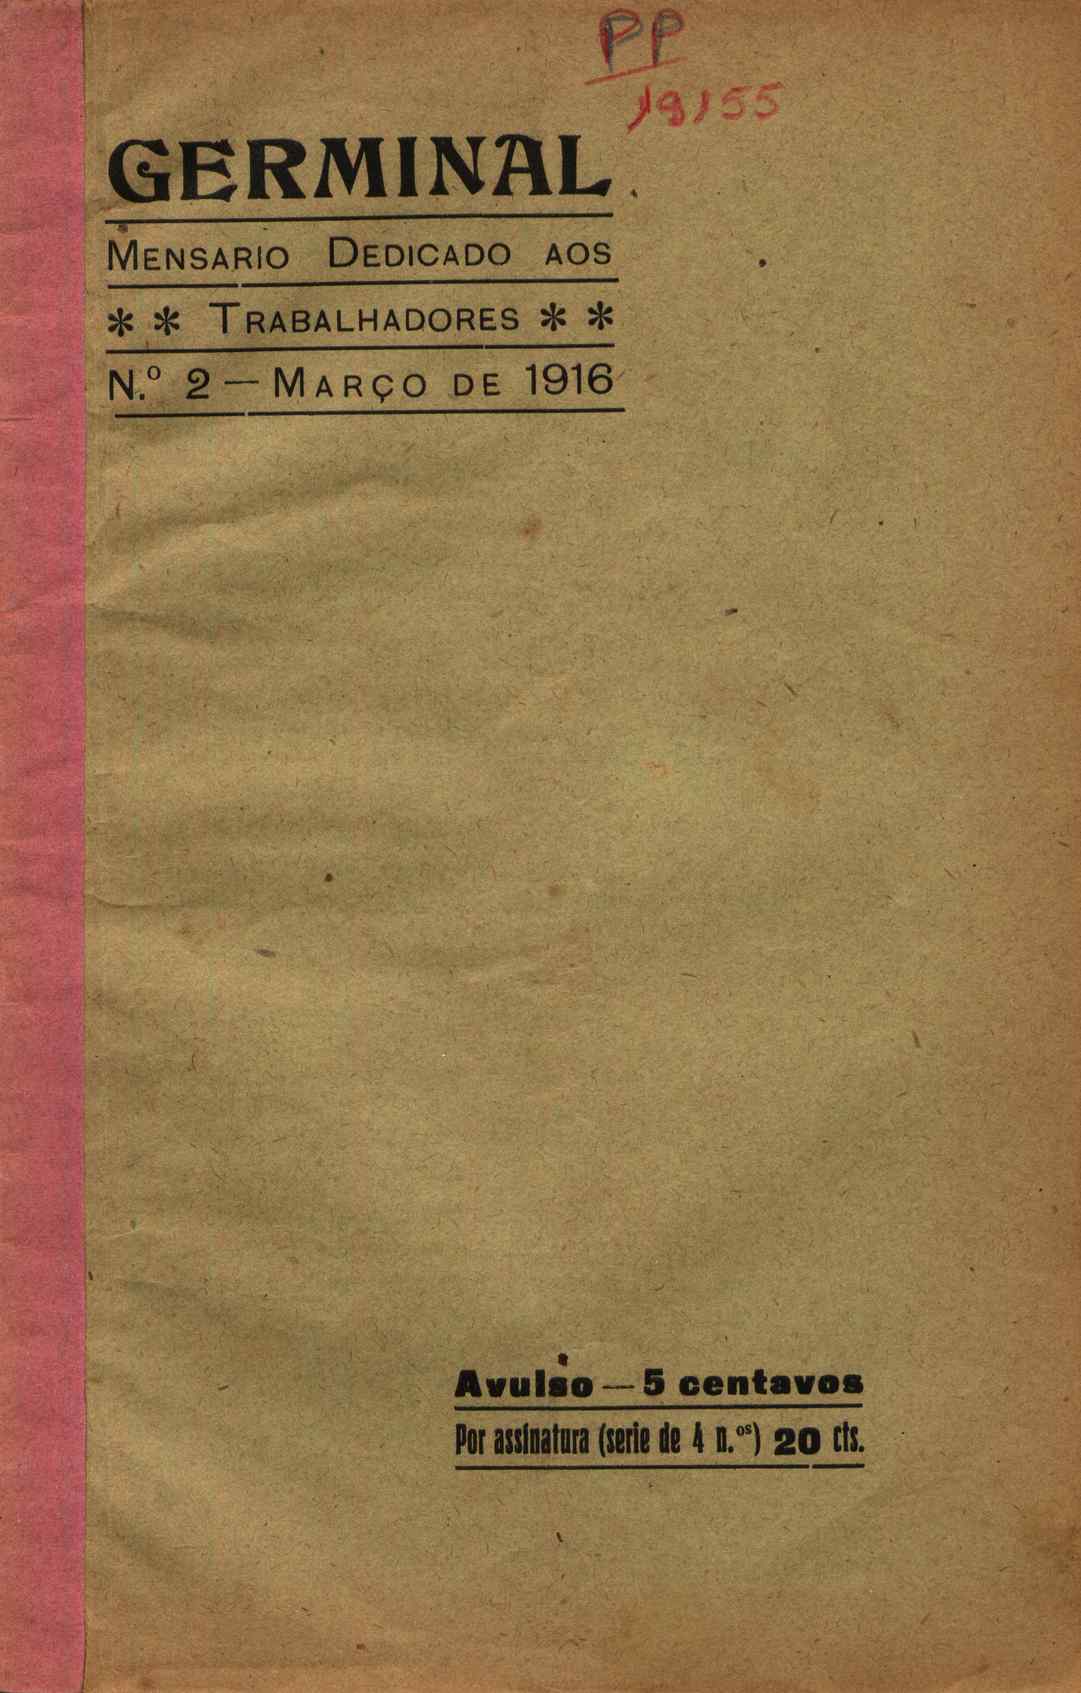 PP
19155
GERMINAL
MENSARIO DEDICADO AOS
* * TRABALHADORES * *
N.º 2 — MARÇO DE 1916
Avulso — 5 centavos
Por assinatura (serie de 4 n.ºs) 20 cts.